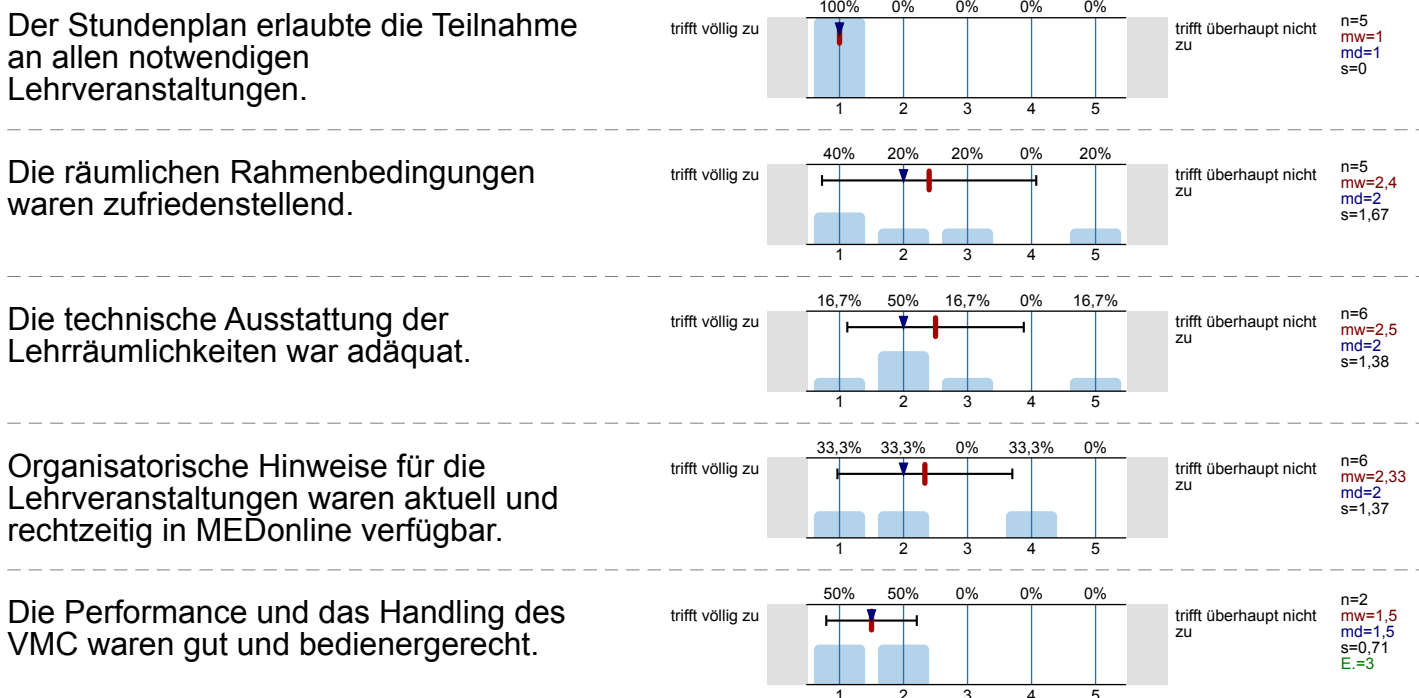 Der Stundenplan erlaubte die Teilnahme
an allen notwendigen
Lehrveranstaltungen.
trifft völlig zu
100% 0% 0% 0% 0%
1 2 3 4 5
trifft überhaupt nicht
zu
n=5
mw=1
md=1
s=0
Die räumlichen Rahmenbedingungen
waren zufriedenstellend.
trifft völlig zu
40% 20% 20% 0% 20%
1 2 3 4 5
trifft überhaupt nicht
zu
n=5
mw=2,4
md=2
s=1,67
Die technische Ausstattung der
Lehrräumlichkeiten war adäquat.
trifft völlig zu
16,7% 50% 16,7% 0% 16,7%
1 2 3 4 5
trifft überhaupt nicht
zu
n=6
mw=2,5
md=2
s=1,38
Organisatorische Hinweise für die
Lehrveranstaltungen waren aktuell und
rechtzeitig in MEDonline verfügbar.
trifft völlig zu
33,3% 33,3% 0% 33,3% 0%
1 2 3 4 5
trifft überhaupt nicht
zu
n=6
mw=2,33
md=2
s=1,37
Die Performance und das Handling des
VMC waren gut und bedienergerecht.
trifft völlig zu
50% 50% 0% 0% 0%
1 2 3 4 5
trifft überhaupt nicht
zu
n=2
mw=1,5
md=1,5
s=0,71
E.=3